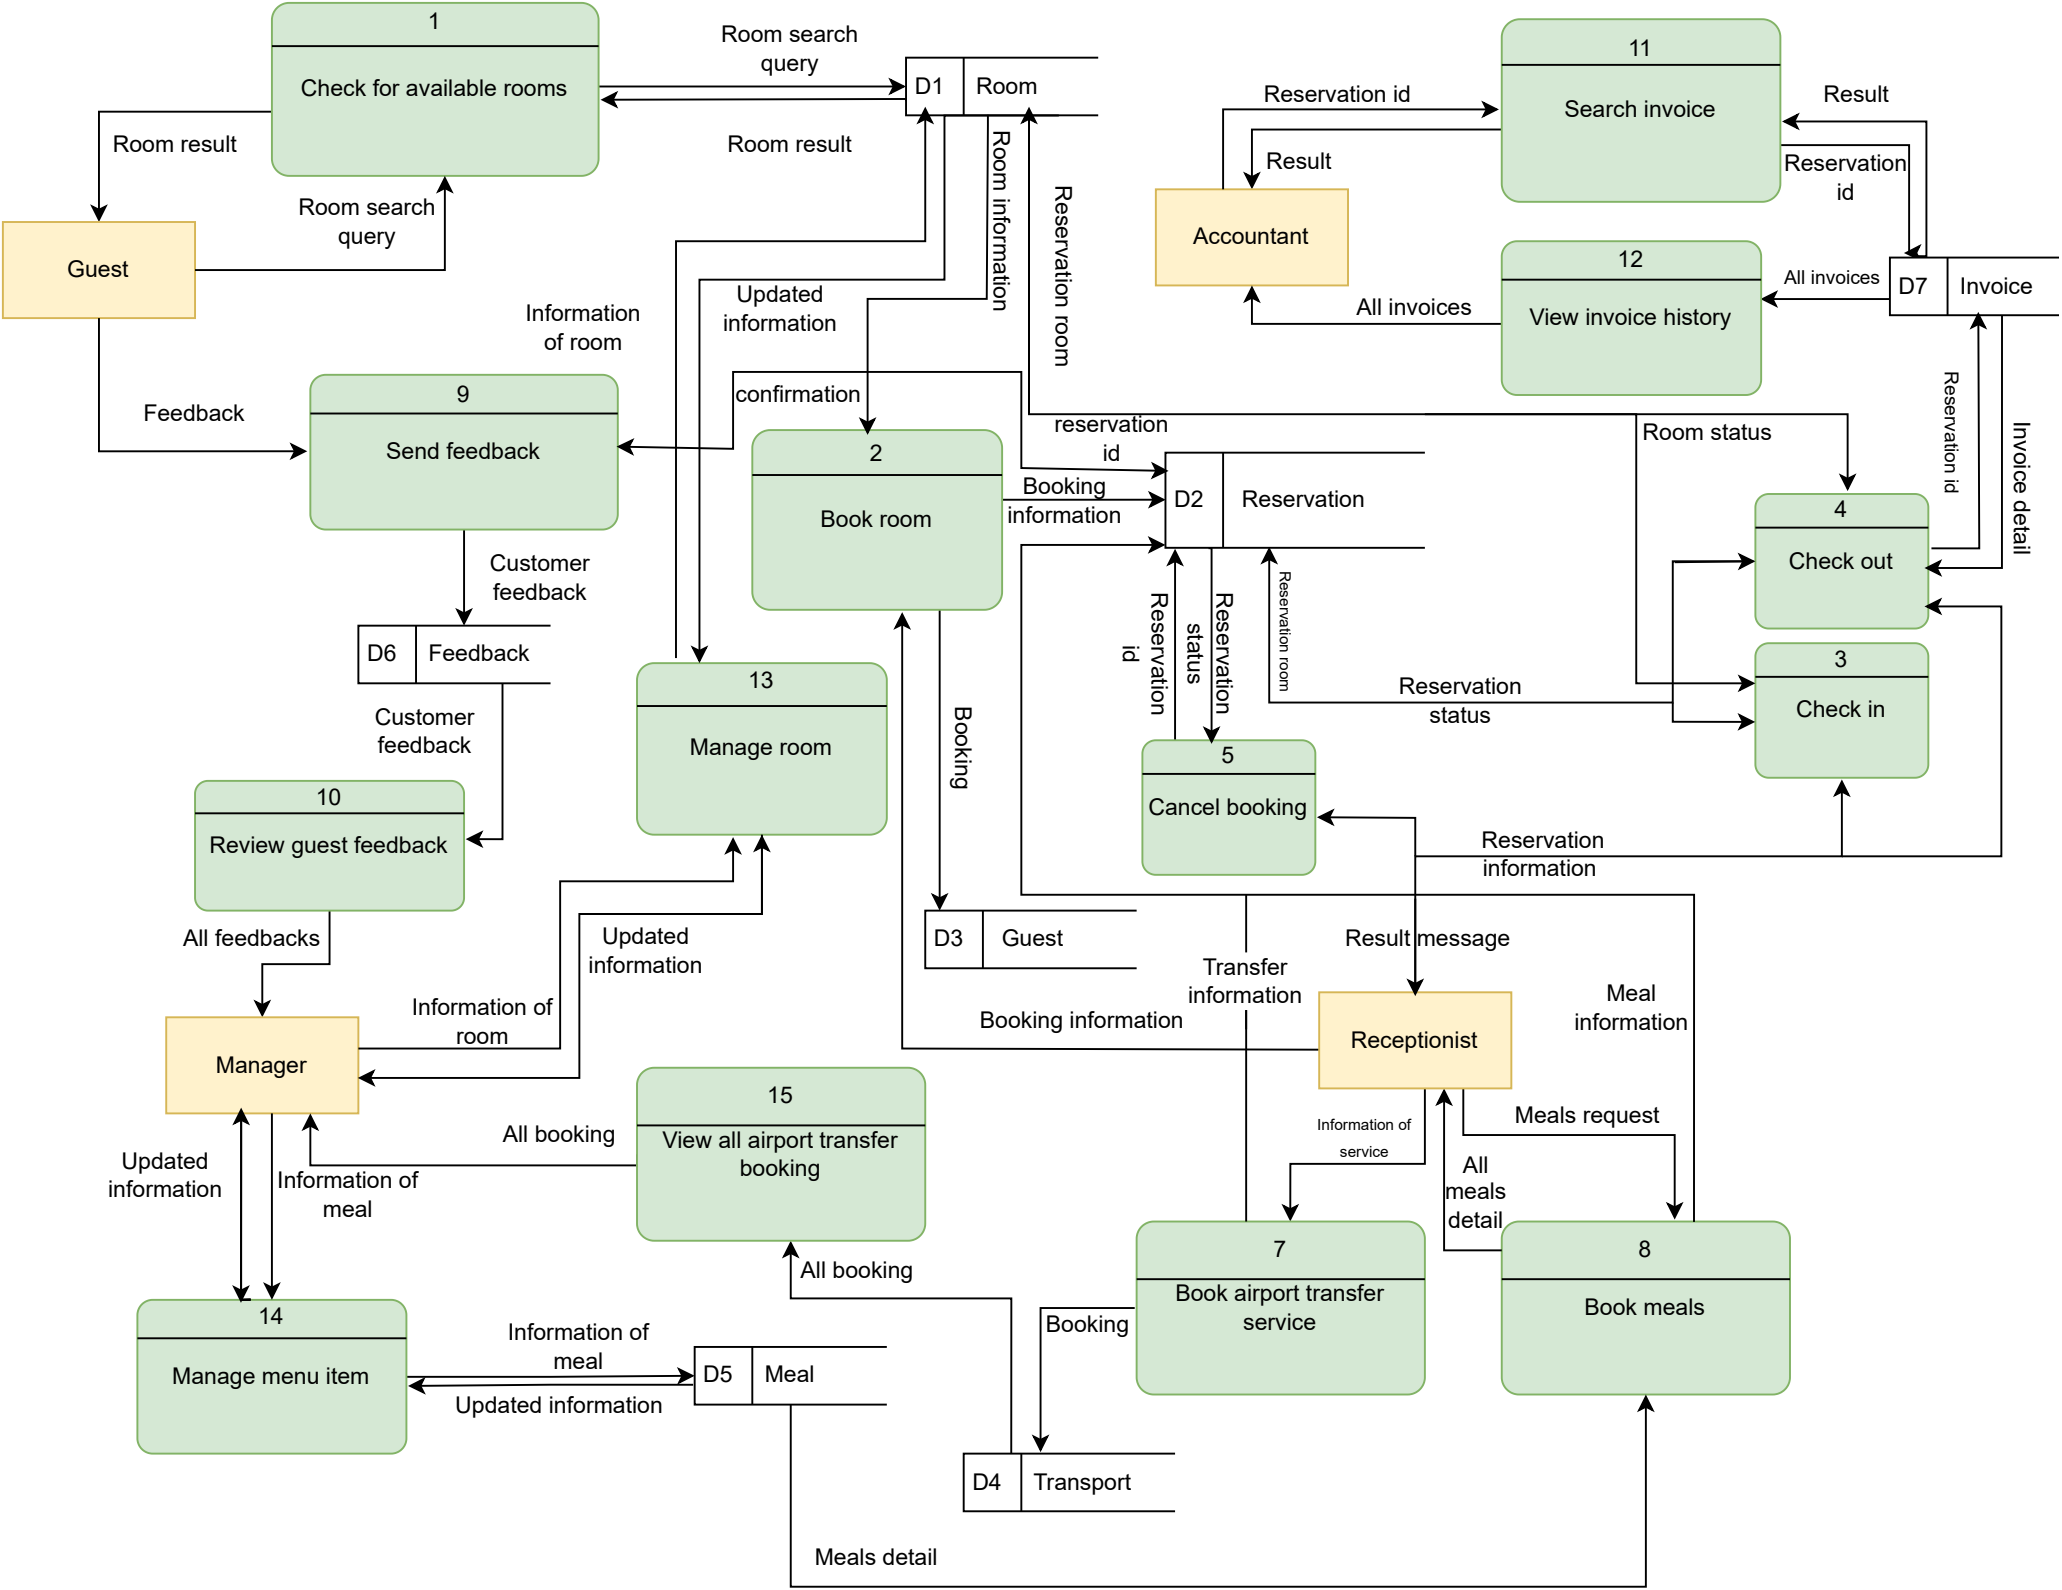 1
Check for available rooms
Room search
query
D1
Room
Room result
Room result
Room search
query
Guest
11
Search invoice
Reservation id
Result
Result
Reservation
id
Accountant
12
View invoice history
All invoices
All invoices
D7
Invoice
Room information
Reservation room
Information
of room
Updated
information
confirmation
Feedback
9
Send feedback
2
Book room
reservation
id
Booking
information
D2
Reservation
Room status
Reservation id
Invoice detail
4
Check out
3
Check in
Customer
feedback
D6
Feedback
Customer
feedback
13
Manage room
Booking
Reservation
id
Reservation
status
Reservation room
Reservation
status
5
Cancel booking
Reservation
information
10
Review guest feedback
All feedbacks
Updated
information
D3
Guest
Result message
Transfer
information
Meal
information
Information of
room
Booking information
Manager
Receptionist
15
View all airport transfer
booking
All booking
Updated
information
Information of
meal
Information of
service
Meals request
All
meals
detail
All booking
7
Book airport transfer
service
8
Book meals
Booking
14
Manage menu item
Information of
meal
Updated information
D5
Meal
D4
Transport
Meals detail